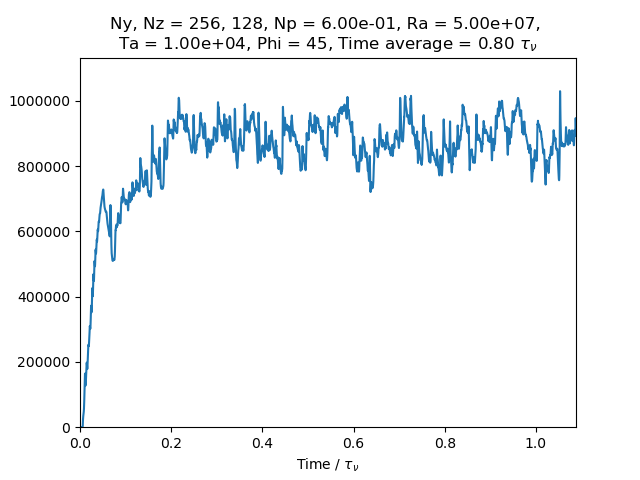 Ny, Nz = 256, 128, Np = 6.00e-01, Ra = 5.00e+07,
Ta = 1.00e+04, Phi = 45, Time average = 0.80 τ_ν
1000000
800000
600000
400000
200000
0
0.0 0.2 0.4 0.6 0.8 1.0
Time / τ_ν